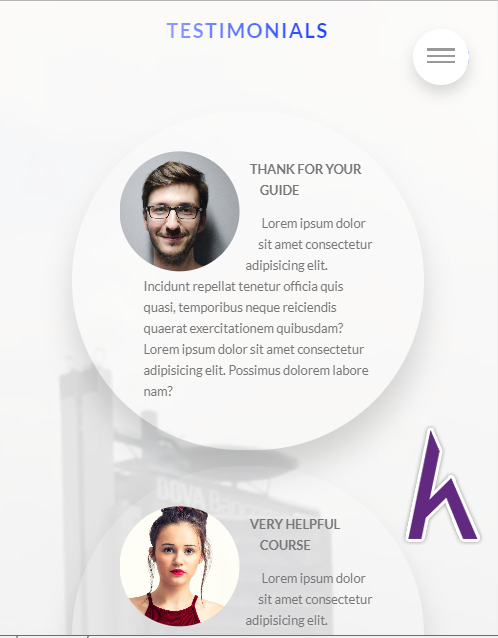 TESTIMONIALS
THANK FOR YOUR
GUIDE
Lorem ipsum dolor
sit amet consectetur
adipisicing elit.
Incidunt repellat tenetur officia quis
quasi, temporibus neque reiciendis
quaerat exercitationem quibusdam?
Lorem ipsum dolor sit amet consectetur
adipisicing elit. Possimus dolorem labore
nam?
VERY HELPFUL
COURSE
Lorem ipsum dolor
sit amet consectetur
adipisicing elit.